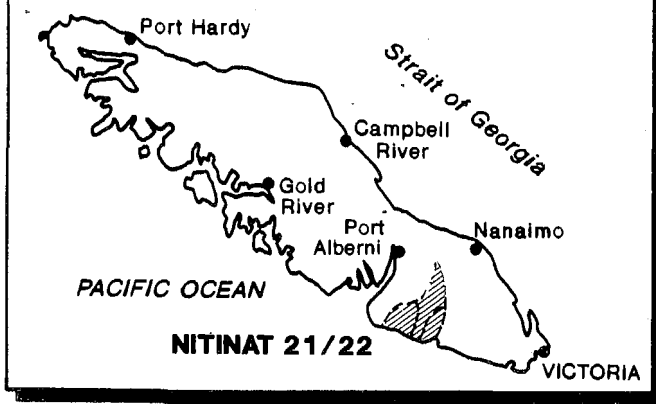 Port Hardy
Strait of Georgia
Campbell
River
Gold
River
Port
Alberni
Nanaimo
PACIFIC OCEAN
NITINAT 21/22
VICTORIA